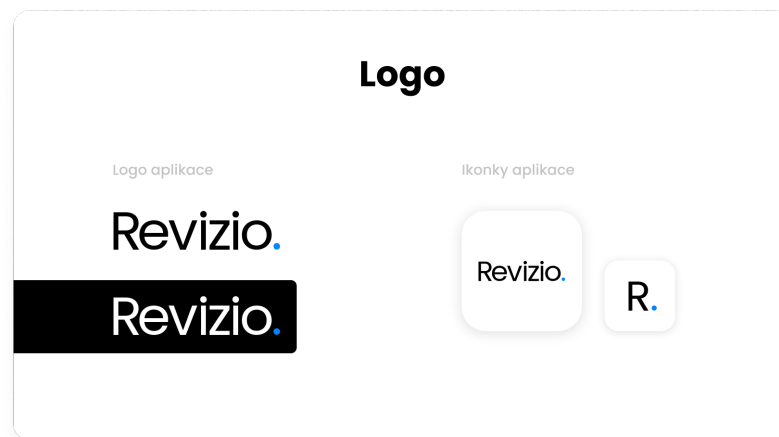 Logo
Logo aplikace
Revizio.
Revizio.
Ikonky aplikace
Revizio.
R.